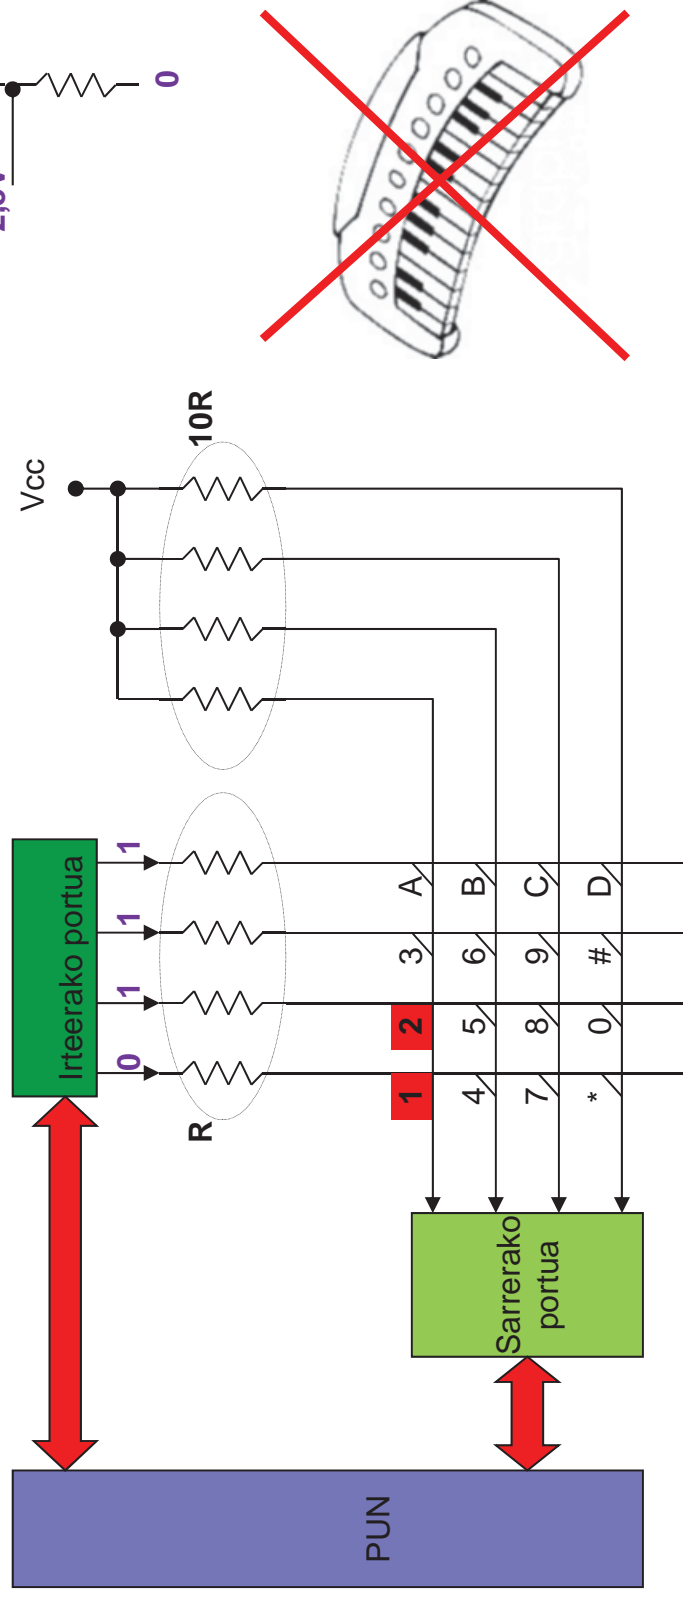 Vcc
Irteerako portua
0 1 1 1
0
R
10R
PUN
1 2 3 A
4 5 6 B
7 8 9 C
* 0 # D
Sarrerako
portua